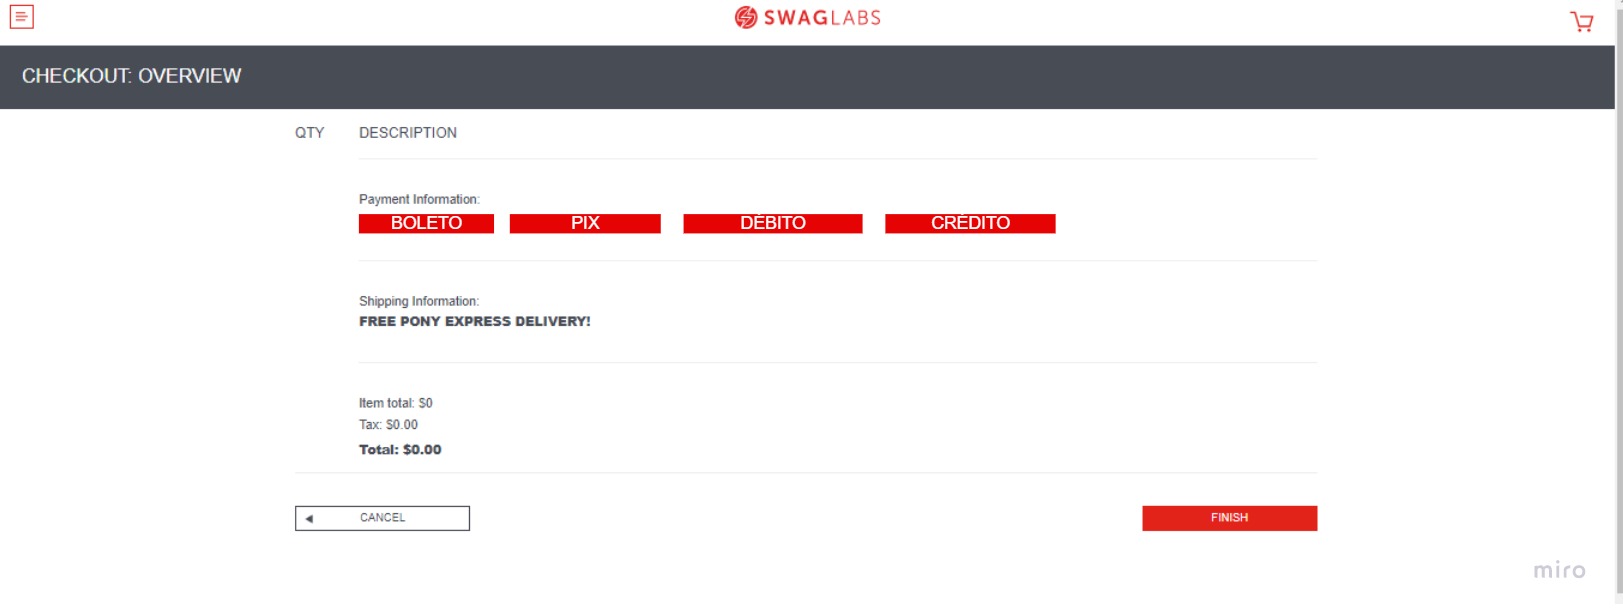 SWAGLABS
CHECKOUT: OVERVIEW
QTY DESCRIPTION
Payment Information:
BOLETO PIX DÉBITO CRÉDITO
Shipping Information:
FREE PONY EXPRESS DELIVERY!
Item total: $0
Tax: $0.00
Total: $0.00
CANCEL FINISH
miro